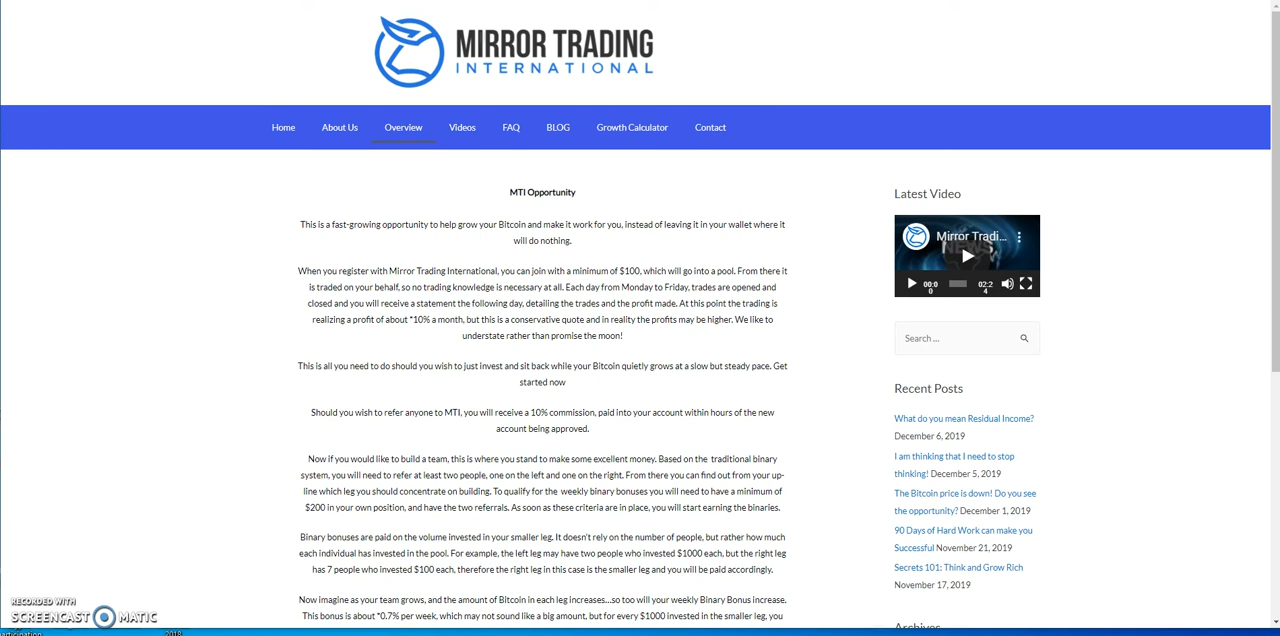 MIRROR TRADING
INTERNATIONAL
Home About Us Overview Videos FAQ BLOG Growth Calculator Contact
MTI Opportunity
This is a fast-growing opportunity to help grow your Bitcoin and make it work for you, instead of leaving it in your wallet where it
will do nothing.
When you register with Mirror Trading International, you can join with a minimum of $100, which will go into a pool. From there it
is traded on your behalf, so no trading knowledge is necessary at all. Each day from Monday to Friday, trades are opened and
closed and you will receive a statement the following day, detailing the trades and the profit made. At this point the trading is
realizing a profit of about *10% a month, but this is a conservative quote and in reality the profits may be higher. We like to
understate rather than promise the moon!
This is all you need to do should you wish to just invest and sit back while your Bitcoin quietly grows at a slow but steady pace. Get
started now
Should you wish to refer anyone to MTI, you will receive a 10% commission, paid into your account within hours of the new
account being approved.
Now if you would like to build a team, this is where you stand to make some excellent money. Based on the traditional binary
system, you will need to refer at least two people, one on the left and one on the right. From there you can find out from your up-
line which leg you should concentrate on building. To qualify for the weekly binary bonuses you will need to have a minimum of
$200 in your own position, and have the two referrals. As soon as these criteria are in place, you will start earning the binaries.
Binary bonuses are paid on the volume invested in your smaller leg. It doesn't rely on the number of people, but rather how much
each individual has invested in the pool. For example, the left leg may have two people who invested $1000 each, but the right leg
has 7 people who invested $100 each, therefore the right leg in this case is the smaller leg and you will be paid accordingly.
Now imagine as your team grows, and the amount of Bitcoin in each leg increases...so too will your weekly Binary Bonus increase.
This bonus is about *0.7% per week, which may not sound like a big amount, but for every $1000 invested in the smaller leg, you
Latest Video
Mirror Tradi...
NEWS
00:00 02:24
Search ...
Recent Posts
What do you mean Residual Income?
December 6, 2019
I am thinking that I need to stop
thinking! December 5, 2019
The Bitcoin price is down! Do you see
the opportunity? December 1, 2019
90 Days of Hard Work can make you
Successful November 21, 2019
Secrets 101: Think and Grow Rich
November 17, 2019
Archives
RECORDED WITH
SCREENCAST MATIC
articipation 2018